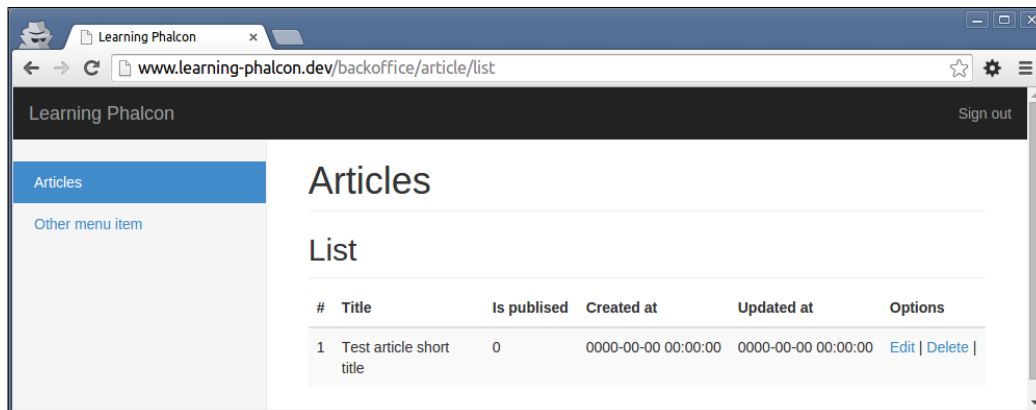 Learning Phalcon
www.learning-phalcon.dev/backoffice/article/list
Learning Phalcon Sign out
Articles
Other menu item
Articles
List
# Title Is publised Created at Updated at Options
1 Test article short 0 0000-00-00 00:00:00 0000-00-00 00:00:00 Edit | Delete |
title